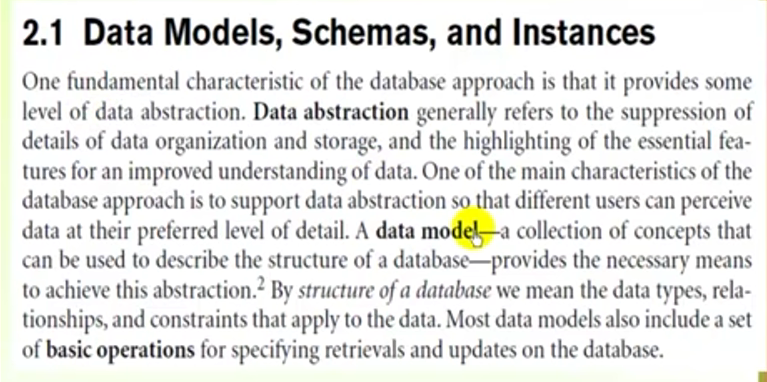 2.1 Data Models, Schemas, and Instances
One fundamental characteristic of the database approach is that it provides some
level of data abstraction. Data abstraction generally refers to the suppression of
details of data organization and storage, and the highlighting of the essential fea-
tures for an improved understanding of data. One of the main characteristics of the
database approach is to support data abstraction so that different users can perceive
data at their preferred level of detail. A data model—a collection of concepts that
can be used to describe the structure of a database—provides the necessary means
to achieve this abstraction.2 By structure of a database we mean the data types, rela-
tionships, and constraints that apply to the data. Most data models also include a set
of basic operations for specifying retrievals and updates on the database.